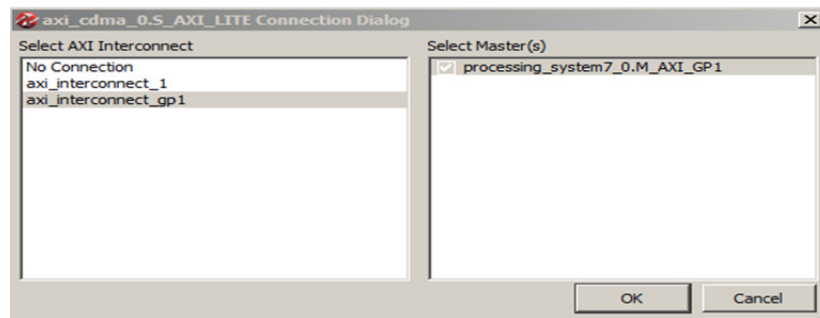 axi_cdma_0.S_AXI_LITE Connection Dialog
Select AXI Interconnect
No Connection
axi_interconnect_1
axi_interconnect_gp1
Select Master(s)
processing_system7_0.M_AXI_GP1
OK
Cancel